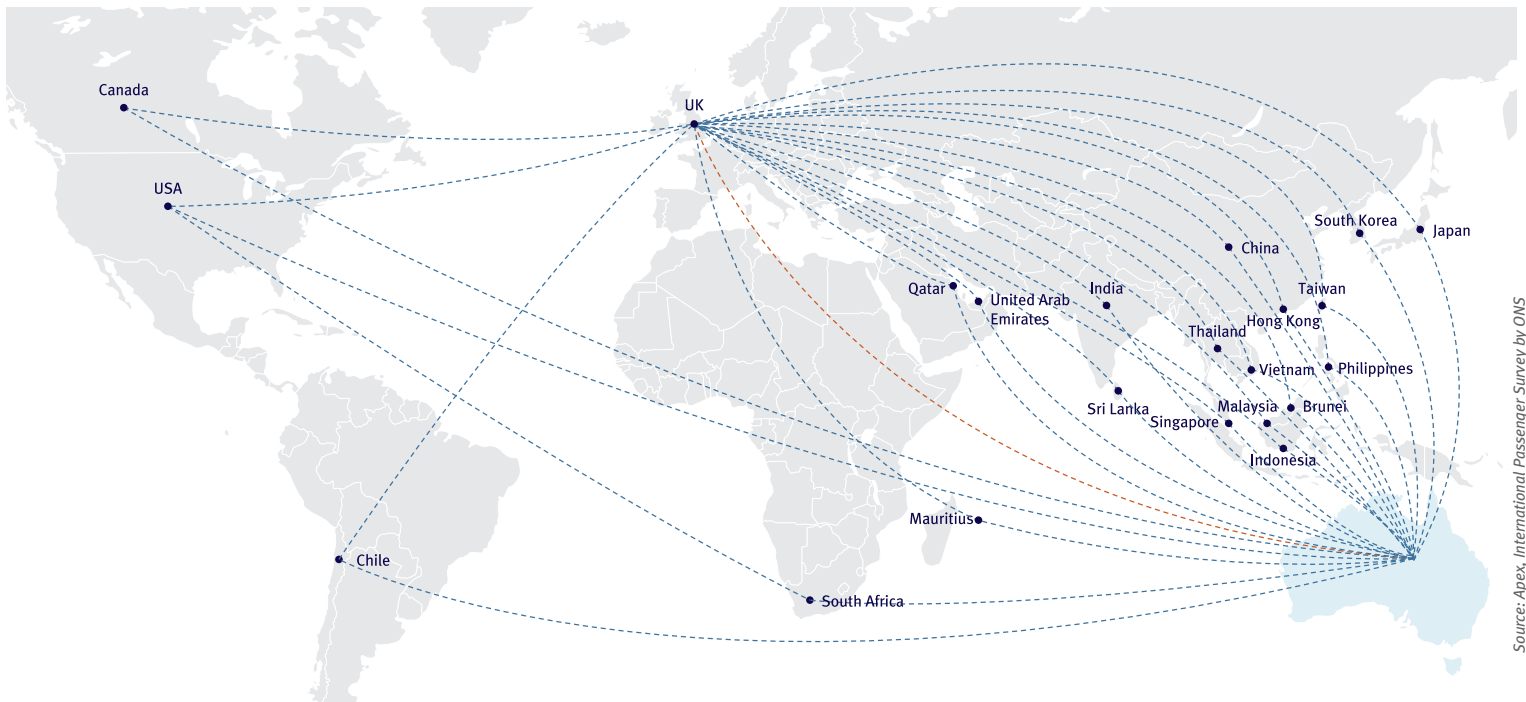 Canada
UK
USA
South Korea
Japan
China
Qatar
United Arab
Emirates
India
Taiwan
Hong Kong
Thailand
Vietnam
Philippines
Sri Lanka
Malaysia
Brunei
Singapore
Indonesia
Mauritius
Chile
South Africa
Source: Apex, International Passenger Survey by ONS